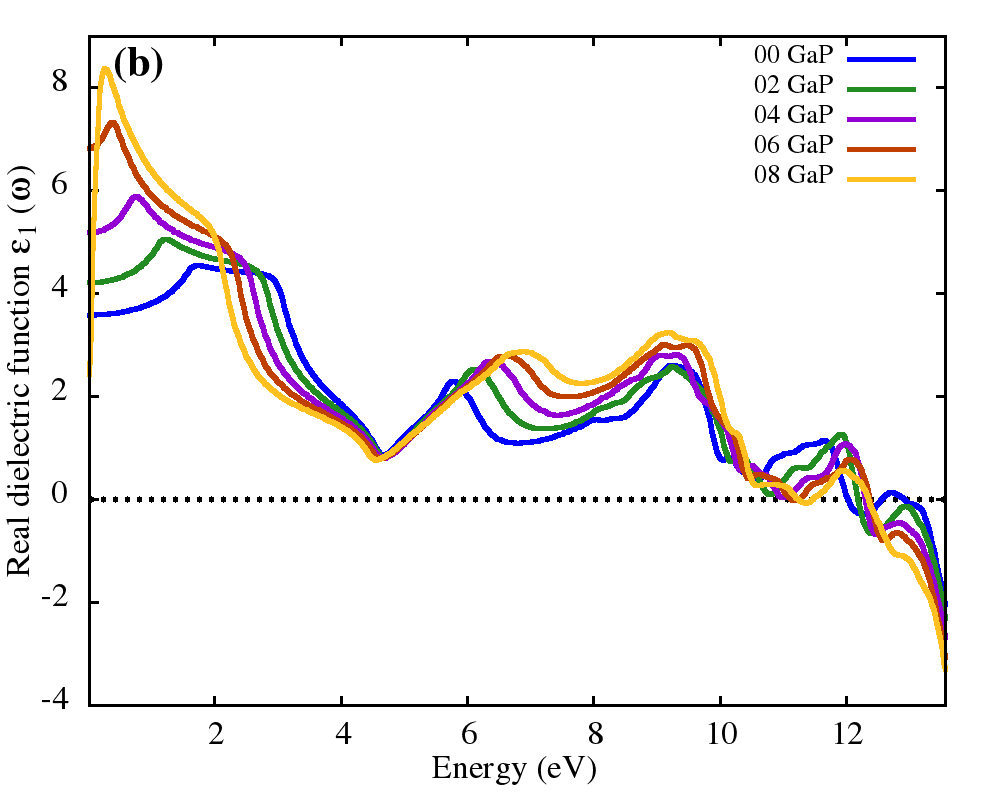 (b)
00 GaP
02 GaP
04 GaP
06 GaP
08 GaP
8
6
4
2
0
-2
-4
Real dielectric function ε₁ (ω)
2 4 6 8 10 12
Energy (eV)